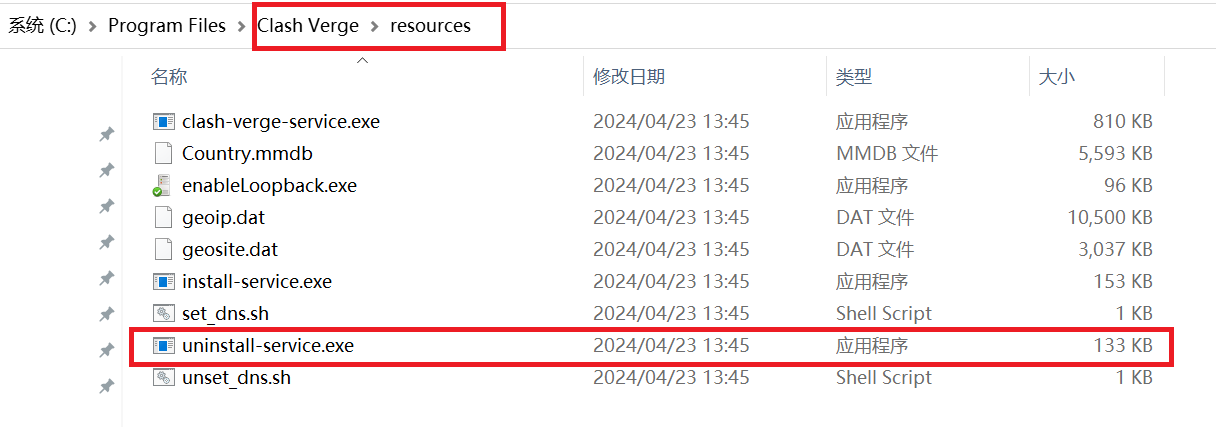 系统 (C:) > Program Files > Clash Verge > resources
名称 修改日期 类型 大小
clash-verge-service.exe 2024/04/23 13:45 应用程序 810 KB
Country.mmdb 2024/04/23 13:45 MMDB 文件 5,593 KB
enableLoopback.exe 2024/04/23 13:45 应用程序 96 KB
geoip.dat 2024/04/23 13:45 DAT 文件 10,500 KB
geosite.dat 2024/04/23 13:45 DAT 文件 3,037 KB
install-service.exe 2024/04/23 13:45 应用程序 153 KB
set_dns.sh 2024/04/23 13:45 Shell Script 1 KB
uninstall-service.exe 2024/04/23 13:45 应用程序 133 KB
unset_dns.sh 2024/04/23 13:45 Shell Script 1 KB